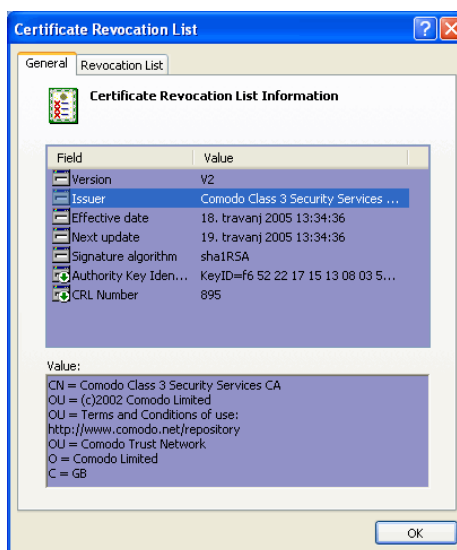 Certificate Revocation List
General Revocation List
Certificate Revocation List Information
Field Value
Version V2
Issuer Comodo Class 3 Security Services ...
Effective date 18. travanj 2005 13:34:36
Next update 19. travanj 2005 13:34:36
Signature algorithm sha1RSA
Authority Key Iden... KeyID=f6 52 22 17 15 13 08 03 5...
CRL Number 895
Value:
CN = Comodo Class 3 Security Services CA
OU = (c)2002 Comodo Limited
OU = Terms and Conditions of use:
http://www.comodo.net/repository
OU = Comodo Trust Network
O = Comodo Limited
C = GB
OK